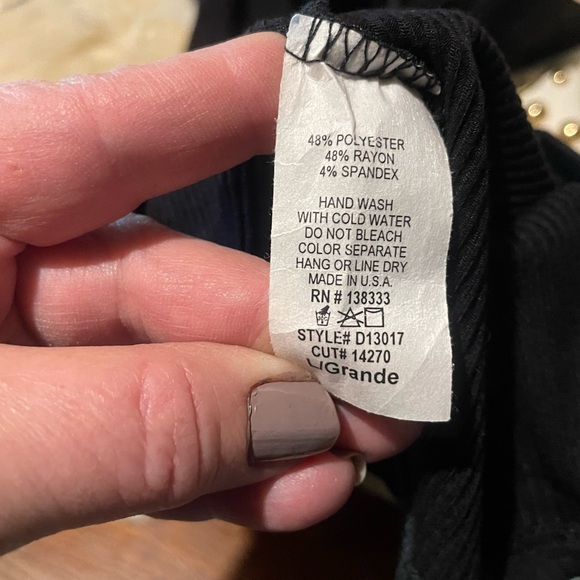 48% POLYESTER
48% RAYON
4% SPANDEX
HAND WASH
WITH COLD WATER
DO NOT BLEACH
COLOR SEPARATE
HANG OR LINE DRY
MADE IN U.S.A.
RN # 138333
STYLE# D13017
CUT# 14270
L/Grande